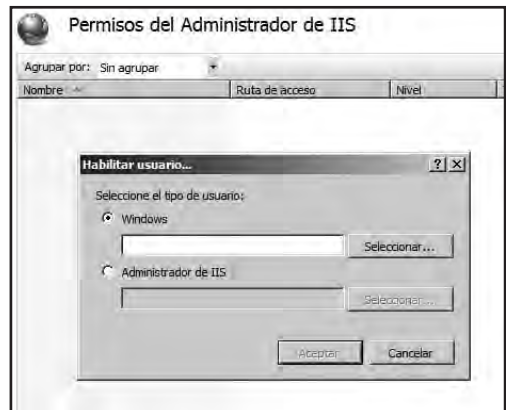 Permisos del Administrador de IIS
Agrupar por: Sin agrupar
Nombre Ruta de acceso Nivel
Habilitar usuario...
Seleccione el tipo de usuario:
Windows
Seleccionar...
Administrador de IIS
Seleccionar...
Aceptar Cancelar